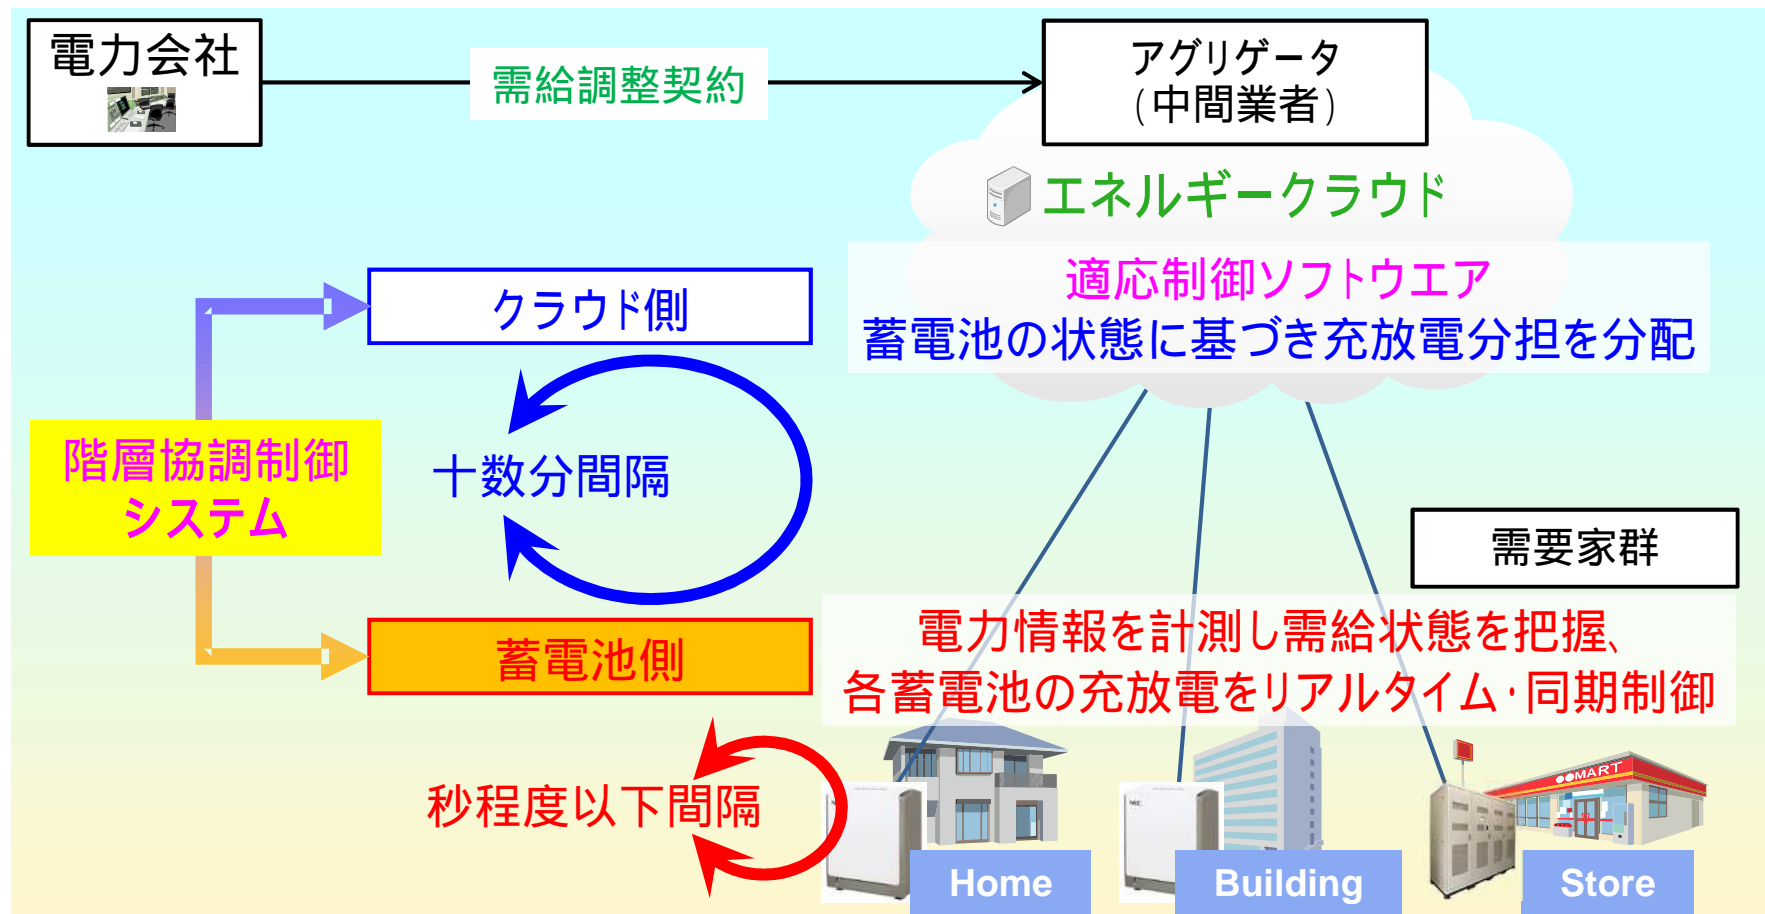 電力会社
需給調整契約
アグリゲータ
(中間業者)
エネルギークラウド
適応制御ソフトウエア
蓄電池の状態に基づき充放電分担を分配
クラウド側
階層協調制御
システム
十数分間隔
需要家群
蓄電池側
電力情報を計測し需給状態を把握、
各蓄電池の充放電をリアルタイム・同期制御
秒程度以下間隔
●●MART
NEC
Home
Building
Store